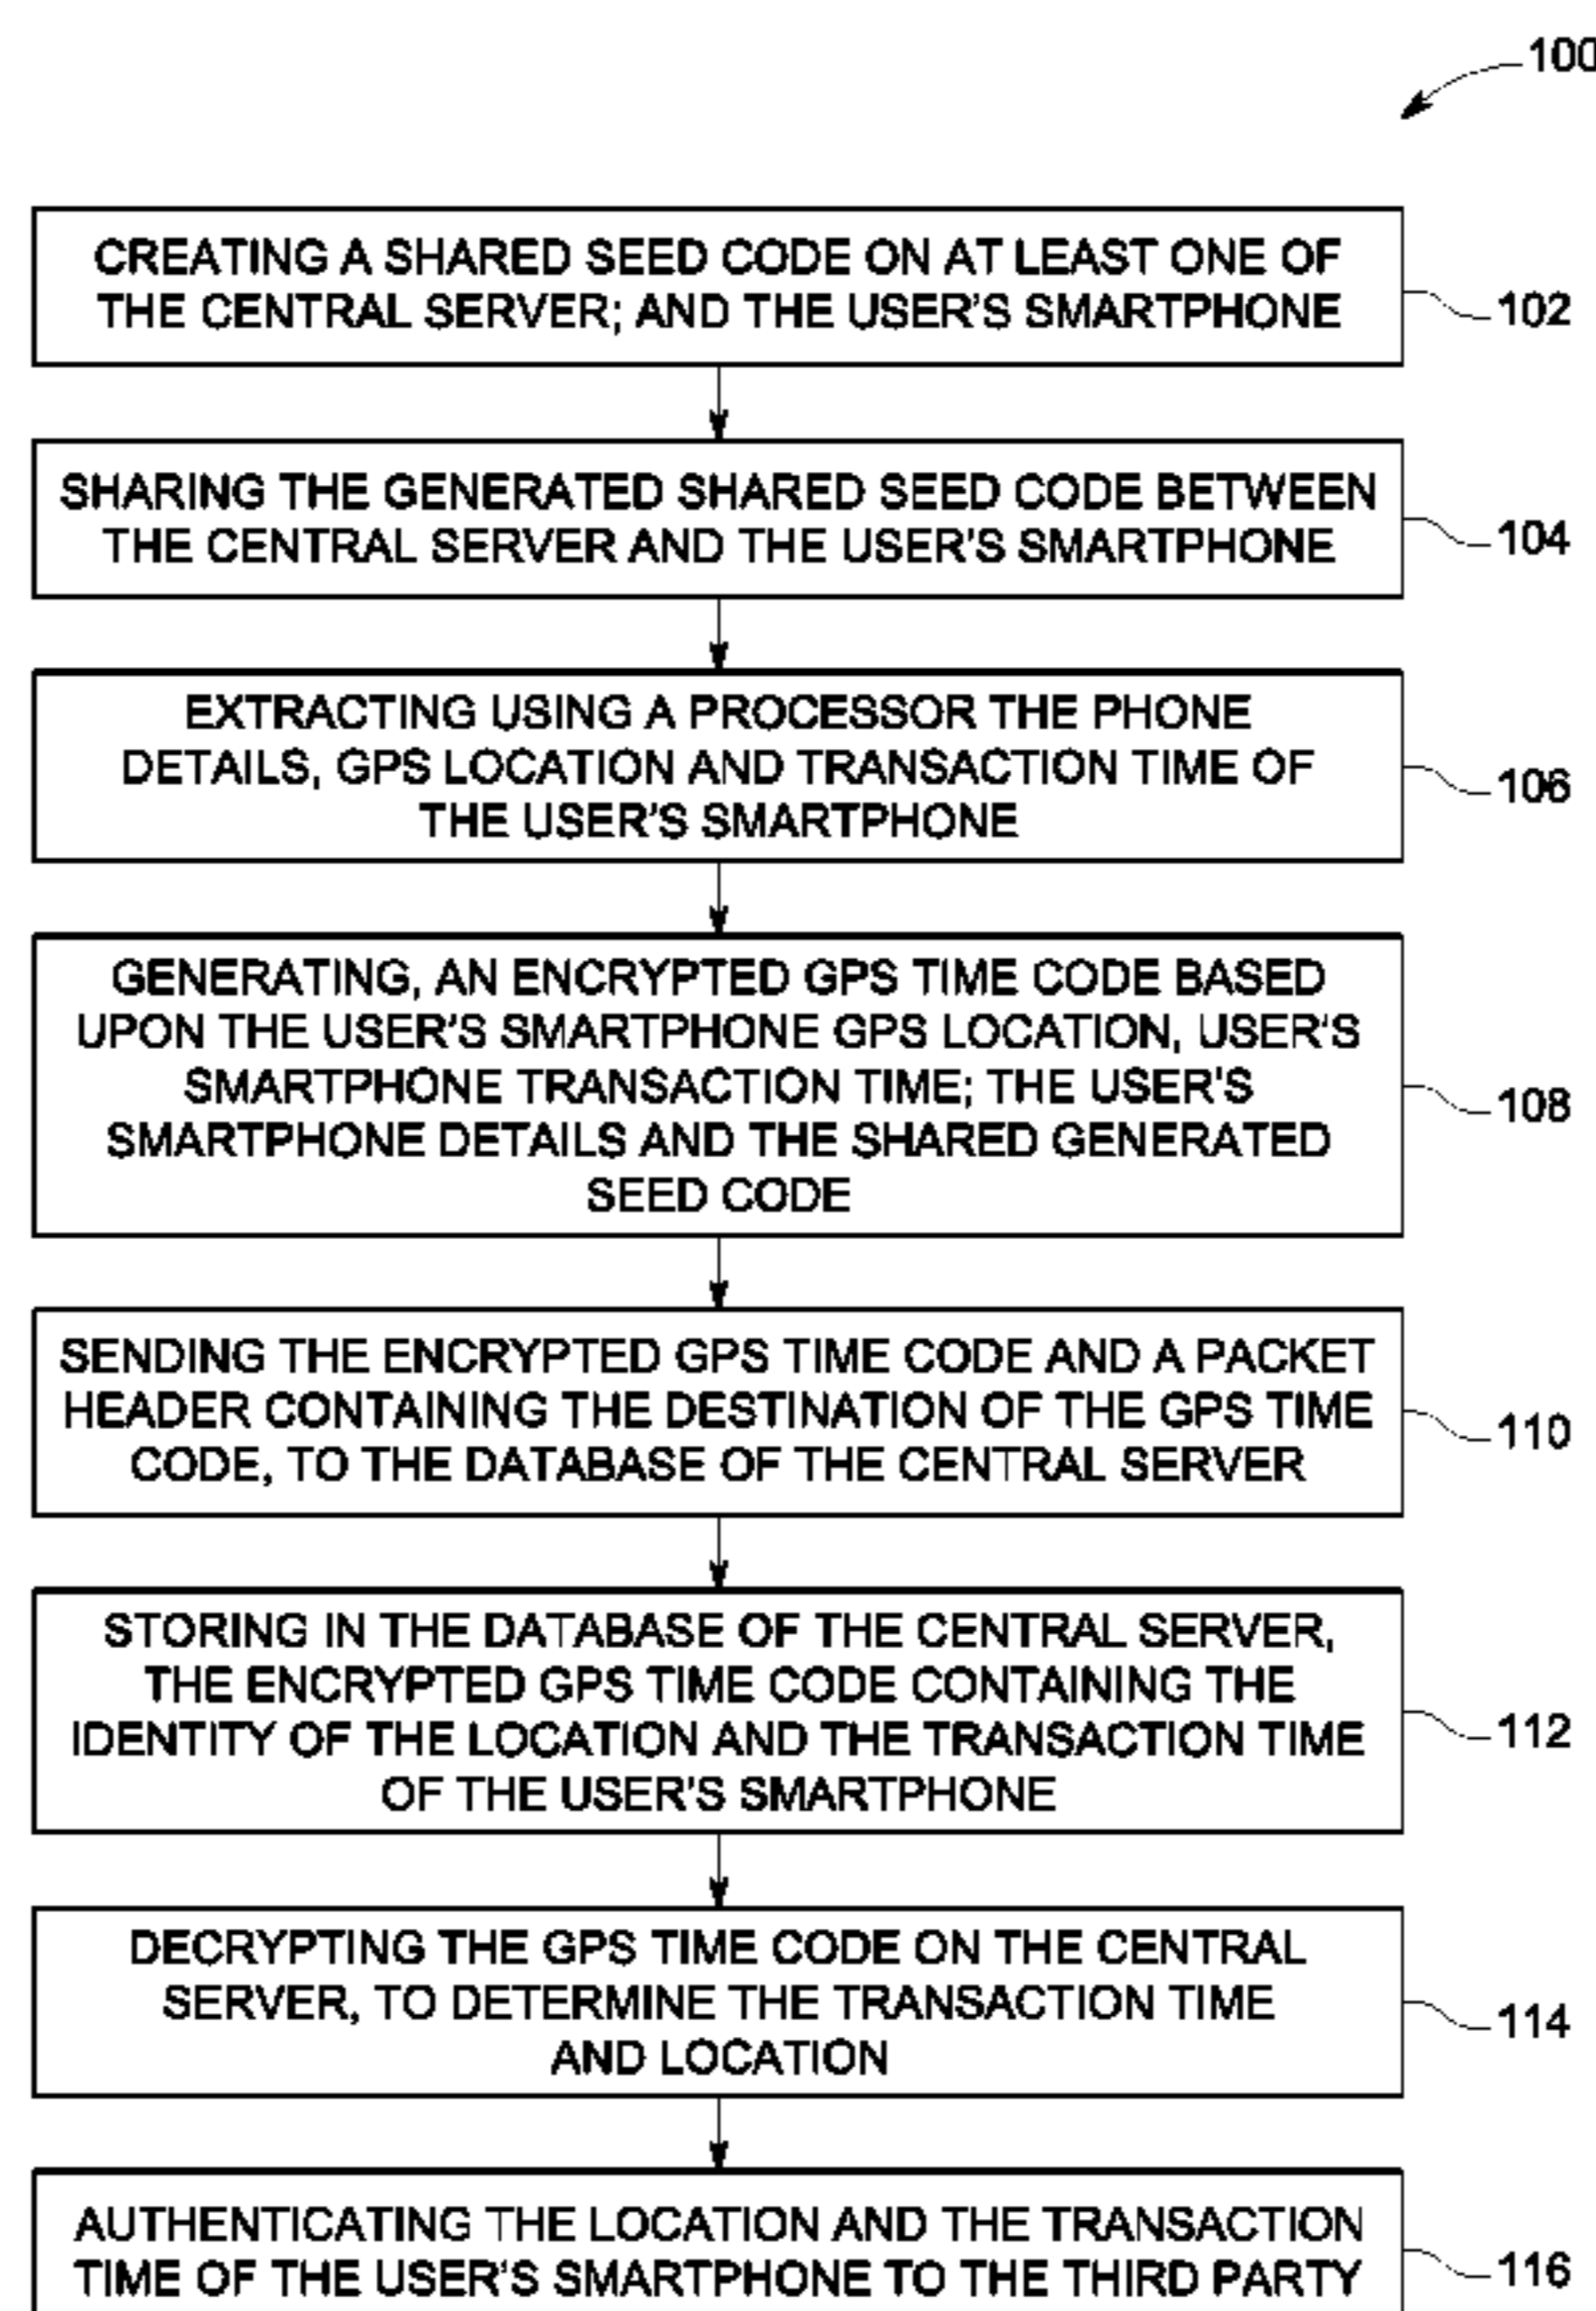 100
CREATING A SHARED SEED CODE ON AT LEAST ONE OF
THE CENTRAL SERVER; AND THE USER'S SMARTPHONE
102
SHARING THE GENERATED SHARED SEED CODE BETWEEN
THE CENTRAL SERVER AND THE USER'S SMARTPHONE
104
EXTRACTING USING A PROCESSOR THE PHONE
DETAILS, GPS LOCATION AND TRANSACTION TIME OF
THE USER'S SMARTPHONE
106
GENERATING, AN ENCRYPTED GPS TIME CODE BASED
UPON THE USER'S SMARTPHONE GPS LOCATION, USER'S
SMARTPHONE TRANSACTION TIME; THE USER'S
SMARTPHONE DETAILS AND THE SHARED GENERATED
SEED CODE
108
SENDING THE ENCRYPTED GPS TIME CODE AND A PACKET
HEADER CONTAINING THE DESTINATION OF THE GPS TIME
CODE, TO THE DATABASE OF THE CENTRAL SERVER
110
STORING IN THE DATABASE OF THE CENTRAL SERVER,
THE ENCRYPTED GPS TIME CODE CONTAINING THE
IDENTITY OF THE LOCATION AND THE TRANSACTION TIME
OF THE USER'S SMARTPHONE
112
DECRYPTING THE GPS TIME CODE ON THE CENTRAL
SERVER, TO DETERMINE THE TRANSACTION TIME
AND LOCATION
114
AUTHENTICATING THE LOCATION AND THE TRANSACTION
TIME OF THE USER'S SMARTPHONE TO THE THIRD PARTY
116